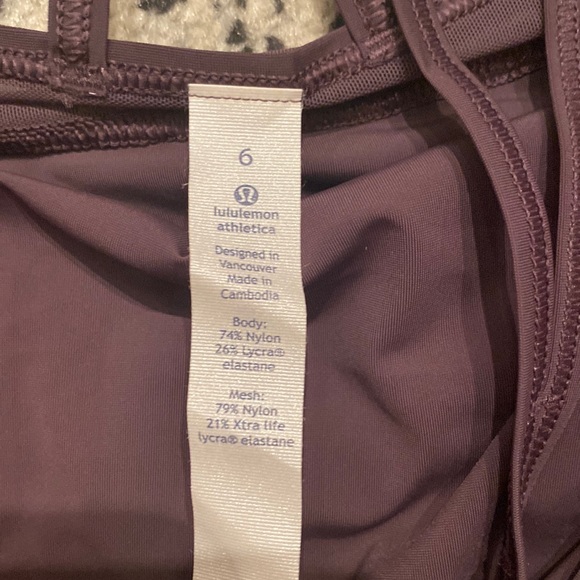 6
lululemon
athletica
Designed in
Vancouver
Made in
Cambodia
Body:
74% Nylon
26% Lycra®
elastane
Mesh:
79% Nylon
21% Xtra life
lycra® elastane